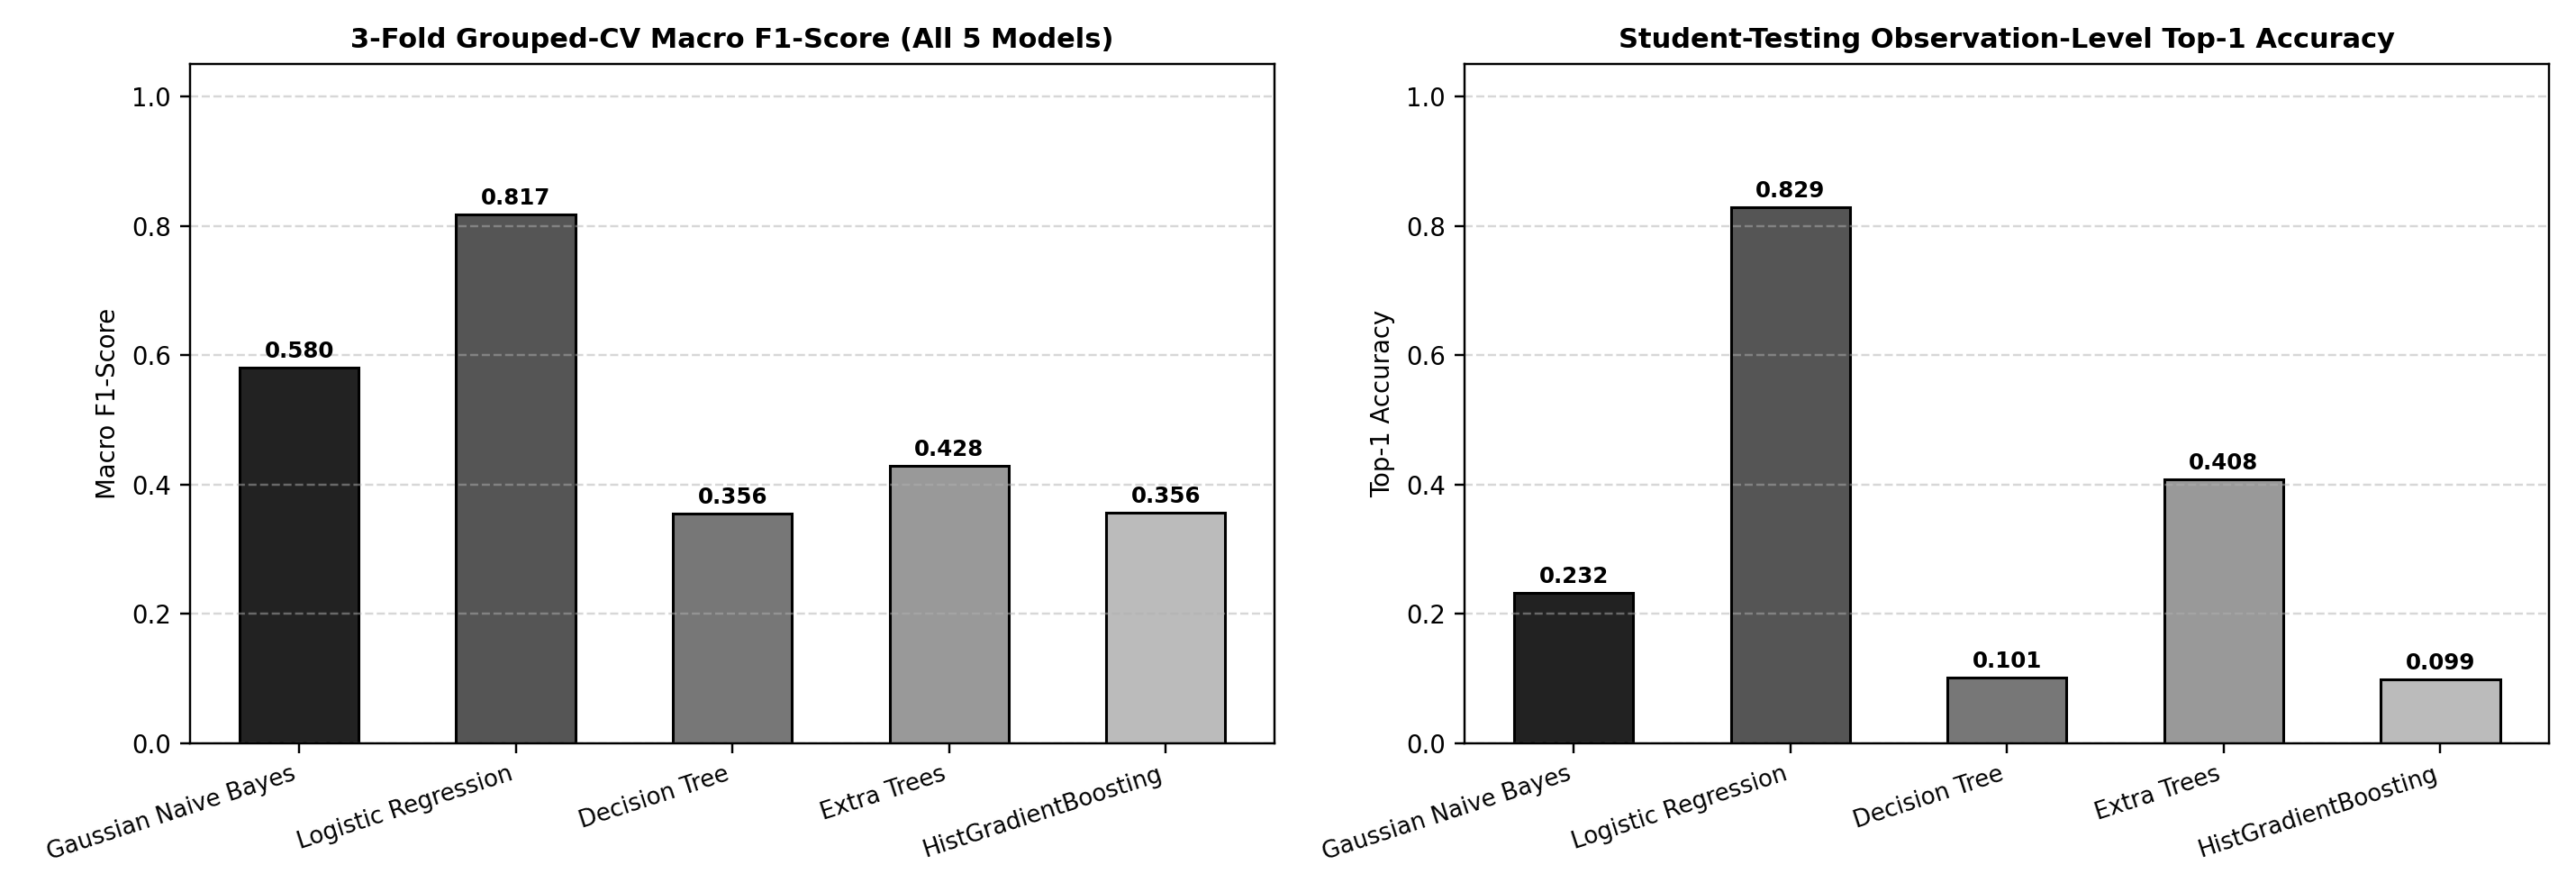 3-Fold Grouped-CV Macro F1-Score (All 5 Models)
Macro F1-Score
1.0
0.8
0.6
0.4
0.2
0.0
0.580
0.817
0.356
0.428
0.356
Gaussian Naive Bayes
Logistic Regression
Decision Tree
Extra Trees
HistGradientBoosting
Student-Testing Observation-Level Top-1 Accuracy
Top-1 Accuracy
1.0
0.8
0.6
0.4
0.2
0.0
0.232
0.829
0.101
0.408
0.099
Gaussian Naive Bayes
Logistic Regression
Decision Tree
Extra Trees
HistGradientBoosting